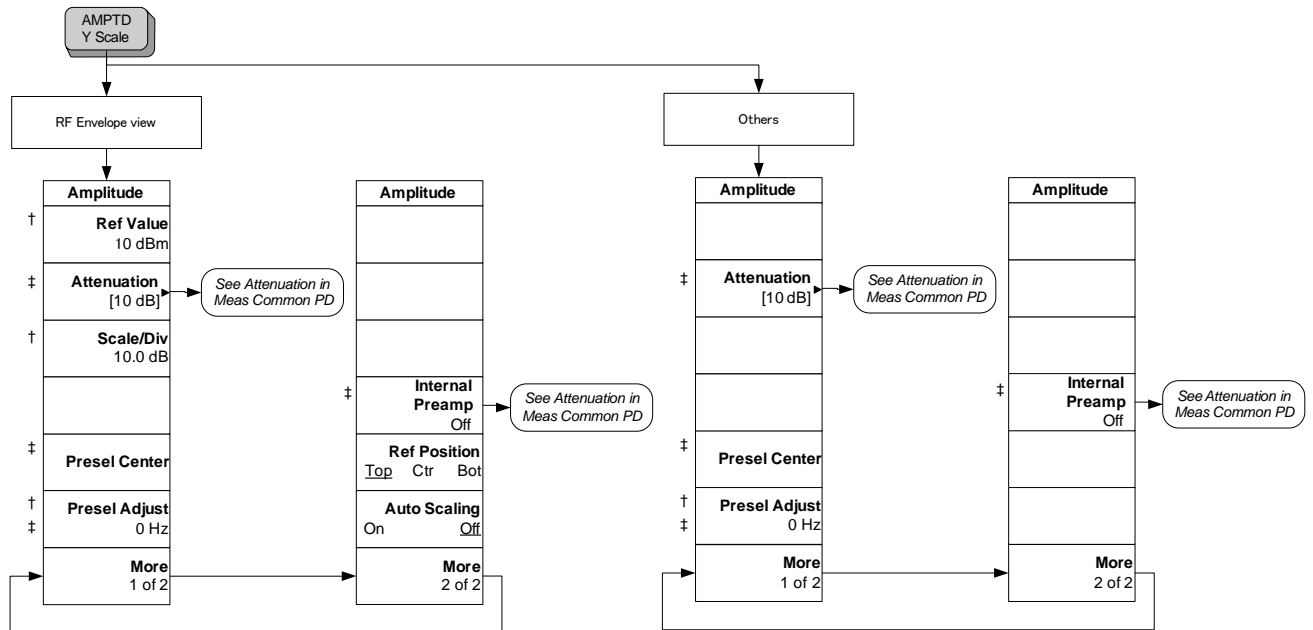 AMPTD
Y Scale
RF Envelope view
Others
Amplitude
† Ref Value
10 dBm
‡ Attenuation
[10 dB]
See Attenuation in
Meas Common PD
† Scale/Div
10.0 dB
‡ Presel Center
† Presel Adjust
‡ 0 Hz
More
1 of 2
Amplitude
‡ Internal
Preamp
Off
See Attenuation in
Meas Common PD
Ref Position
Top Ctr Bot
Auto Scaling
On Off
More
2 of 2
Amplitude
‡ Attenuation
[10 dB]
See Attenuation in
Meas Common PD
‡ Presel Center
† Presel Adjust
‡ 0 Hz
More
1 of 2
Amplitude
‡ Internal
Preamp
Off
See Attenuation in
Meas Common PD
More
2 of 2